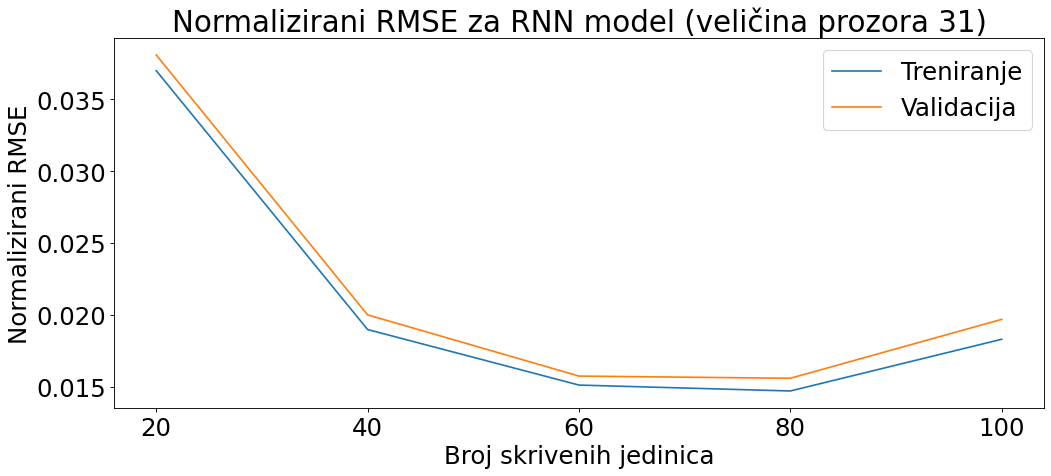 Normalizirani RMSE za RNN model (veličina prozora 31)
Treniranje
Validacija
Normalizirani RMSE
0.035
0.030
0.025
0.020
0.015
20 40 60 80 100
Broj skrivenih jedinica